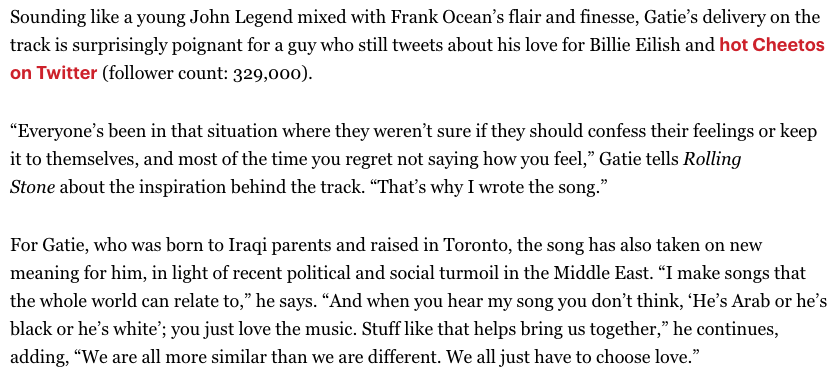 Sounding like a young John Legend mixed with Frank Ocean’s flair and finesse, Gatie’s delivery on the
track is surprisingly poignant for a guy who still tweets about his love for Billie Eilish and hot Cheetos
on Twitter (follower count: 329,000).
“Everyone’s been in that situation where they weren’t sure if they should confess their feelings or keep
it to themselves, and most of the time you regret not saying how you feel,” Gatie tells Rolling
Stone about the inspiration behind the track. “That’s why I wrote the song.”
For Gatie, who was born to Iraqi parents and raised in Toronto, the song has also taken on new
meaning for him, in light of recent political and social turmoil in the Middle East. “I make songs that
the whole world can relate to,” he says. “And when you hear my song you don’t think, ‘He’s Arab or he’s
black or he’s white’; you just love the music. Stuff like that helps bring us together,” he continues,
adding, “We are all more similar than we are different. We all just have to choose love.”